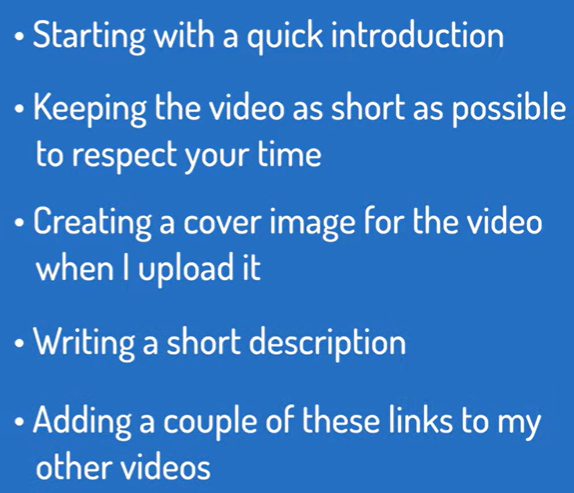 • Starting with a quick introduction
• Keeping the video as short as possible
to respect your time
• Creating a cover image for the video
when I upload it
• Writing a short description
• Adding a couple of these links to my
other videos